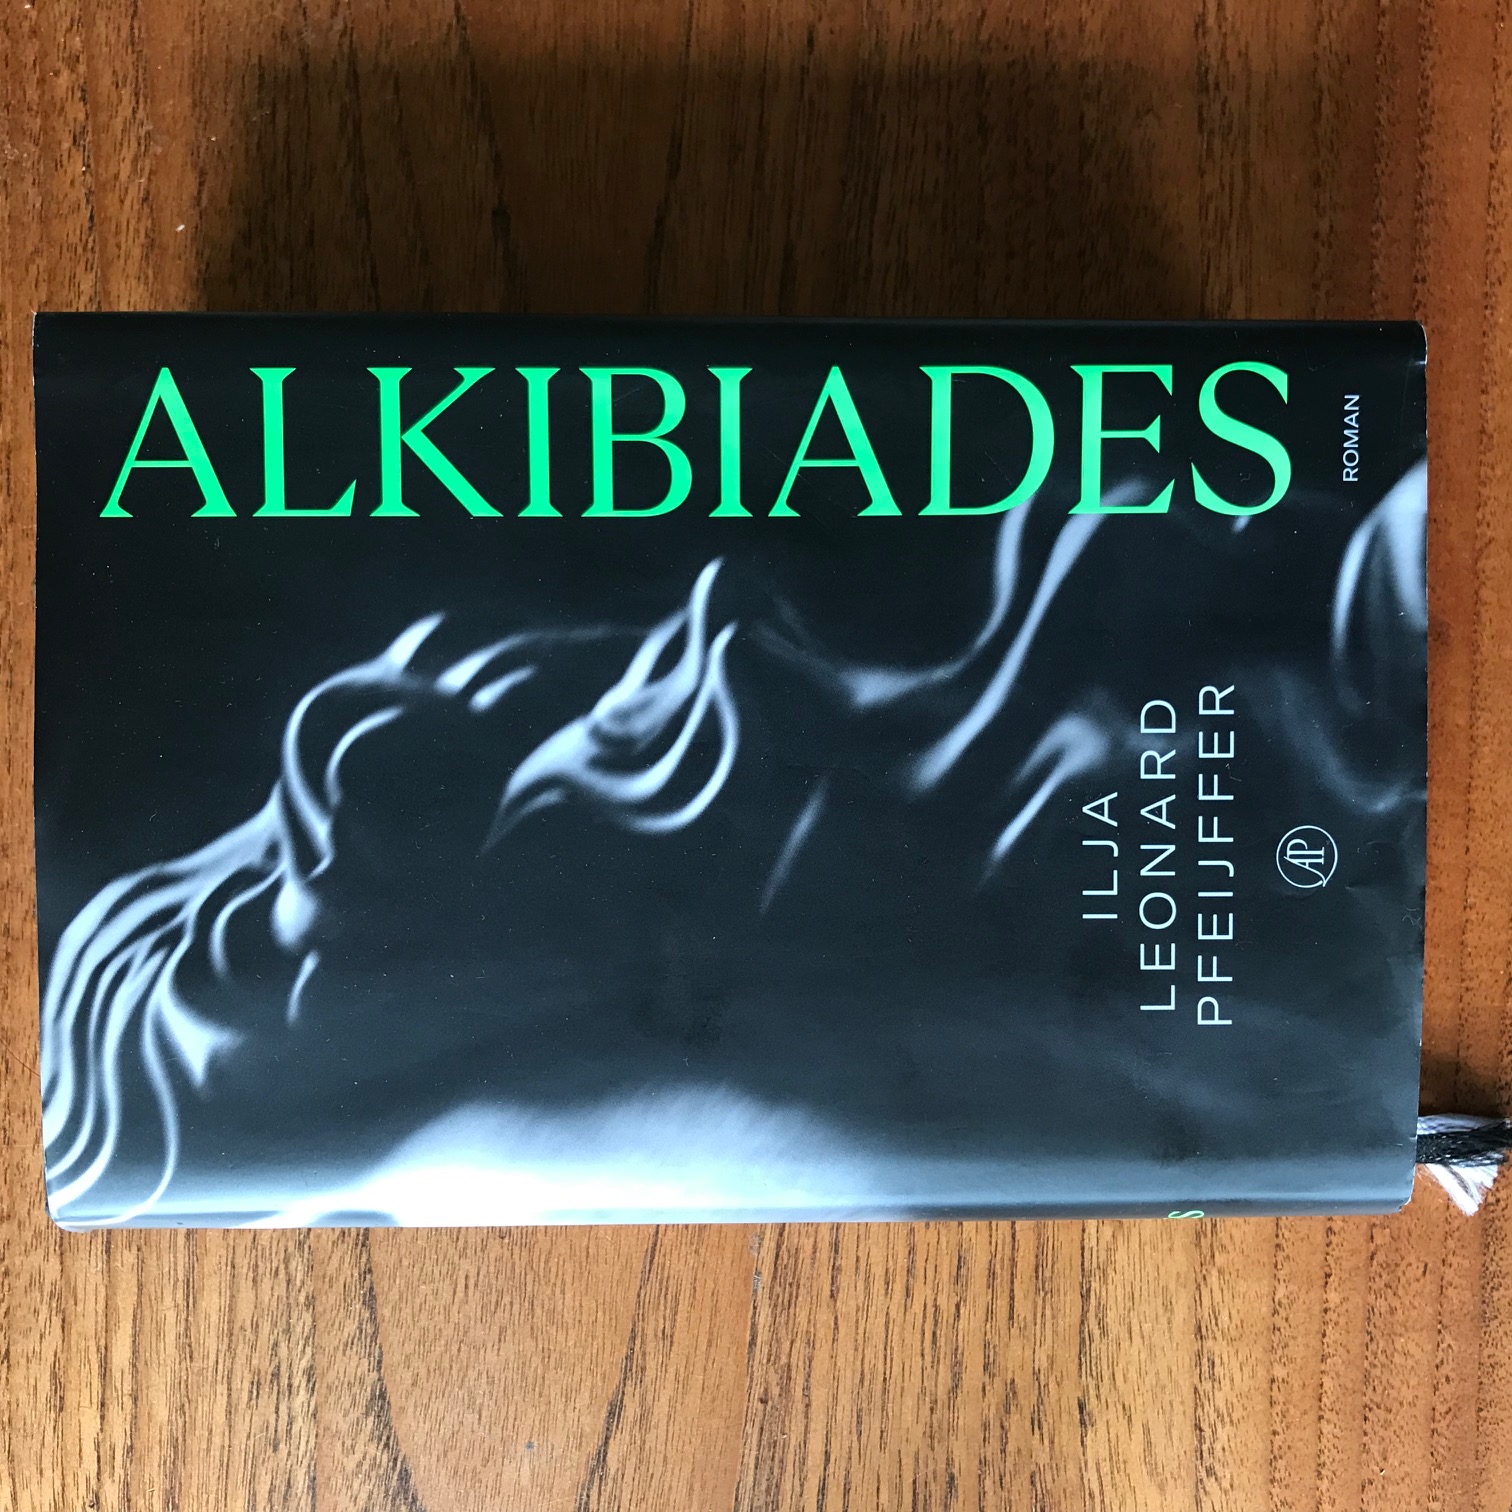 ALKIBIADES
ROMAN
ILJA
LEONARD
PFEIJFFER
AP
S